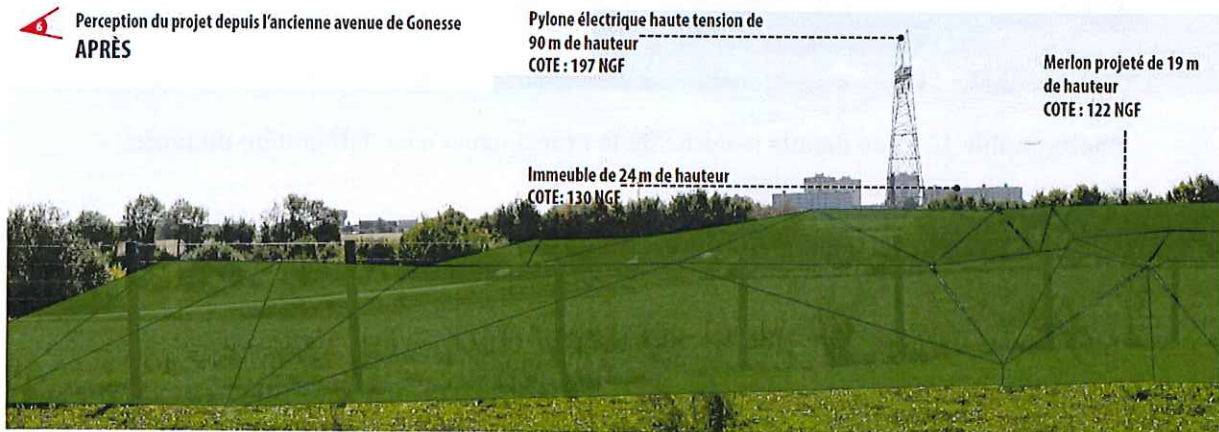 6
Perception du projet depuis l'ancienne avenue de Gonesse
APRÈS
Pylone électrique haute tension de
90 m de hauteur
COTE : 197 NGF
Merlon projeté de 19 m
de hauteur
COTE : 122 NGF
Immeuble de 24 m de hauteur
COTE: 130 NGF